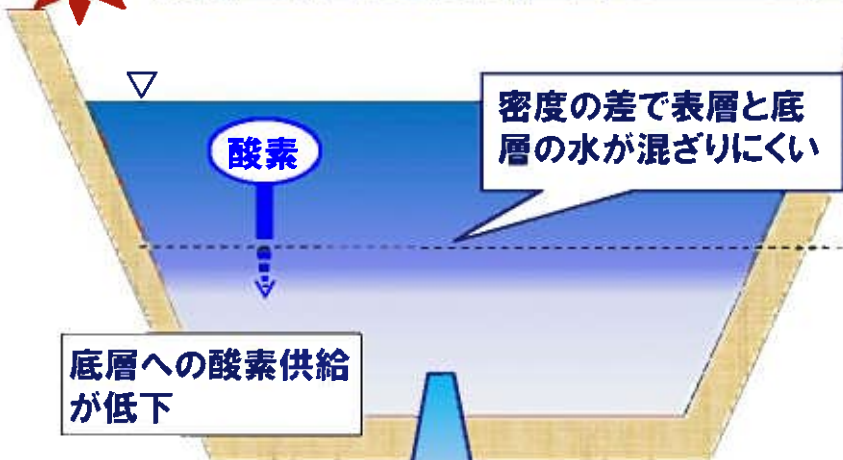 密度の差で表層と底
層の水が混ざりにくい
酸素
底層への酸素供給
が低下